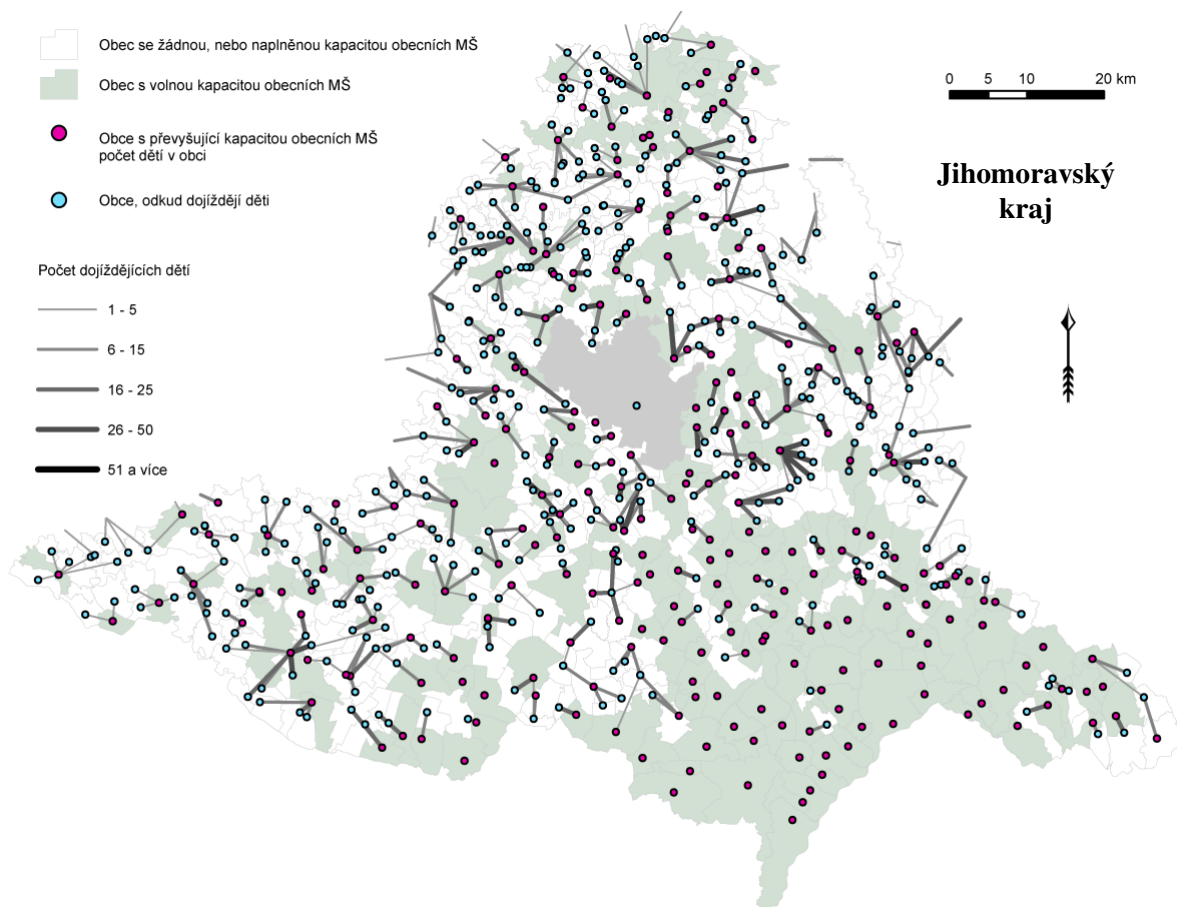 Obec se žádnou, nebo naplněnou kapacitou obecních MŠ
Obec s volnou kapacitou obecních MŠ
Obce s převyšující kapacitou obecních MŠ
počet dětí v obci
Obce, odkud dojíždějí děti
Počet dojíždějících dětí
1 - 5
6 - 15
16 - 25
26 - 50
51 a více
0 5 10 20 km
Jihomoravský
kraj